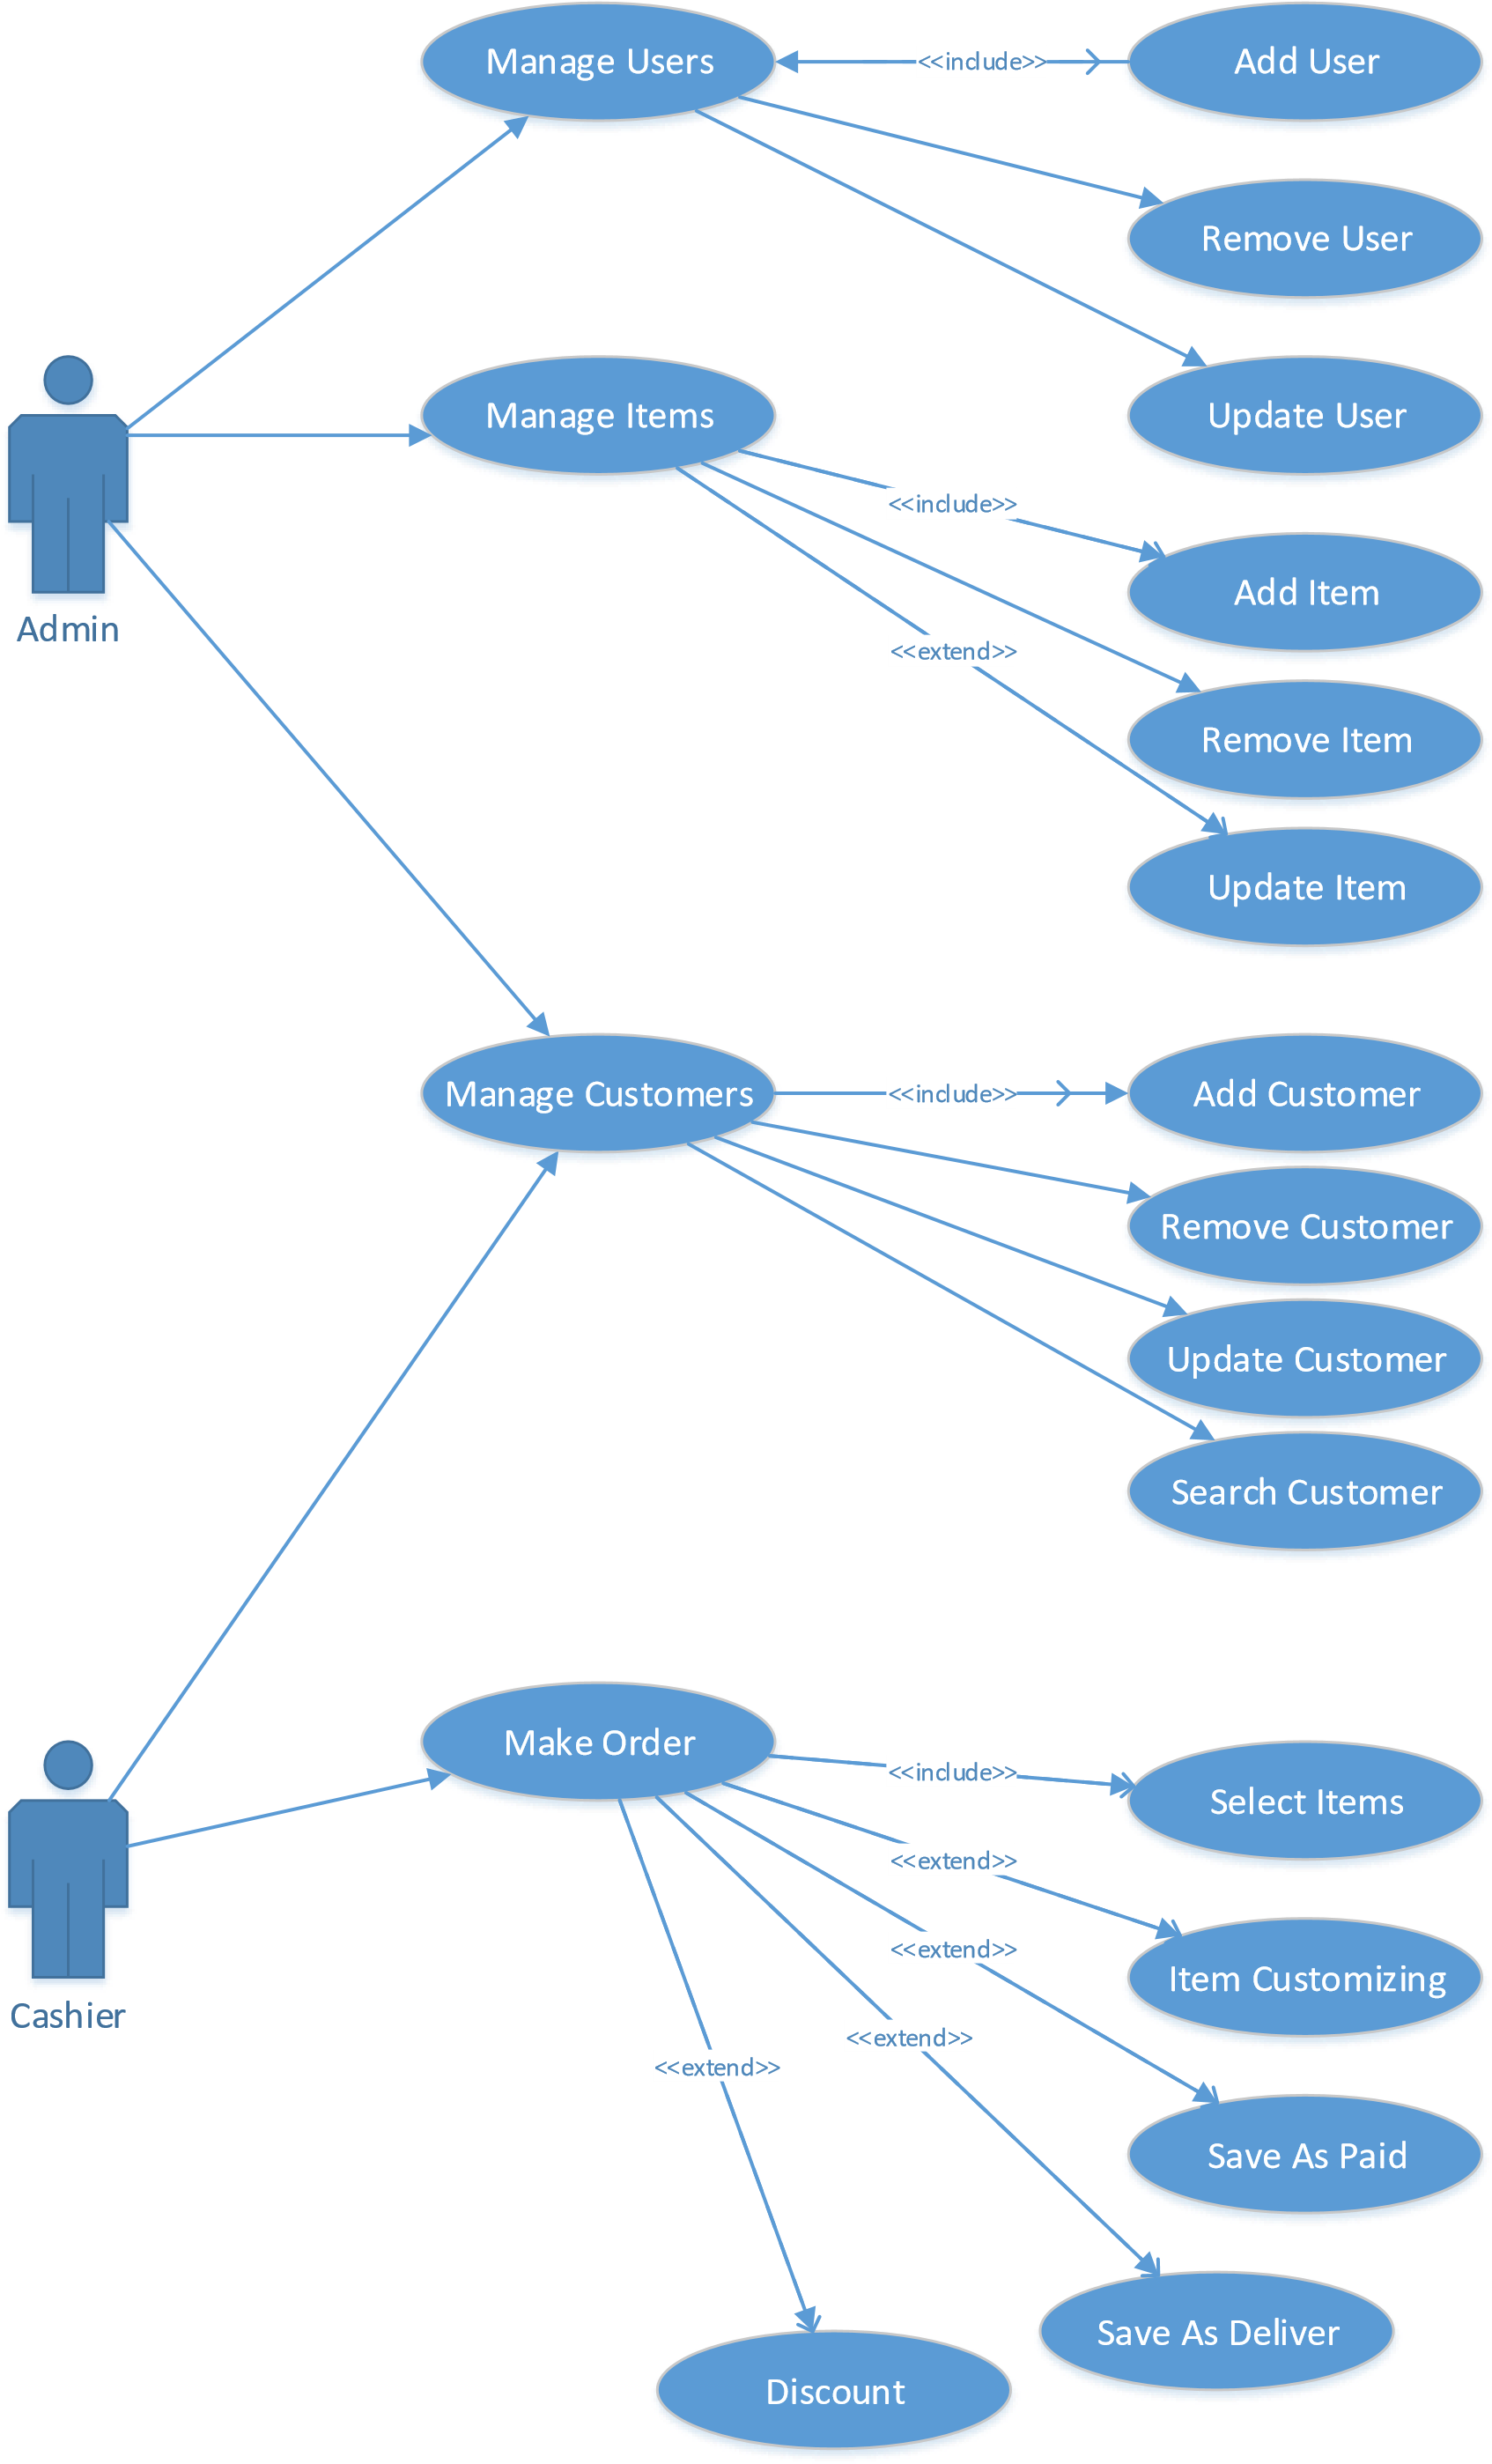 Manage Users
<<include>>
Add User
Remove User
Manage Items
Update User
<<include>>
Add Item
Admin
<<extend>>
Remove Item
Update Item
Manage Customers
<<include>>
Add Customer
Remove Customer
Update Customer
Search Customer
Make Order
<<include>>
Select Items
<<extend>>
<<extend>>
Item Customizing
Cashier
<<extend>>
<<extend>>
Save As Paid
Save As Deliver
Discount